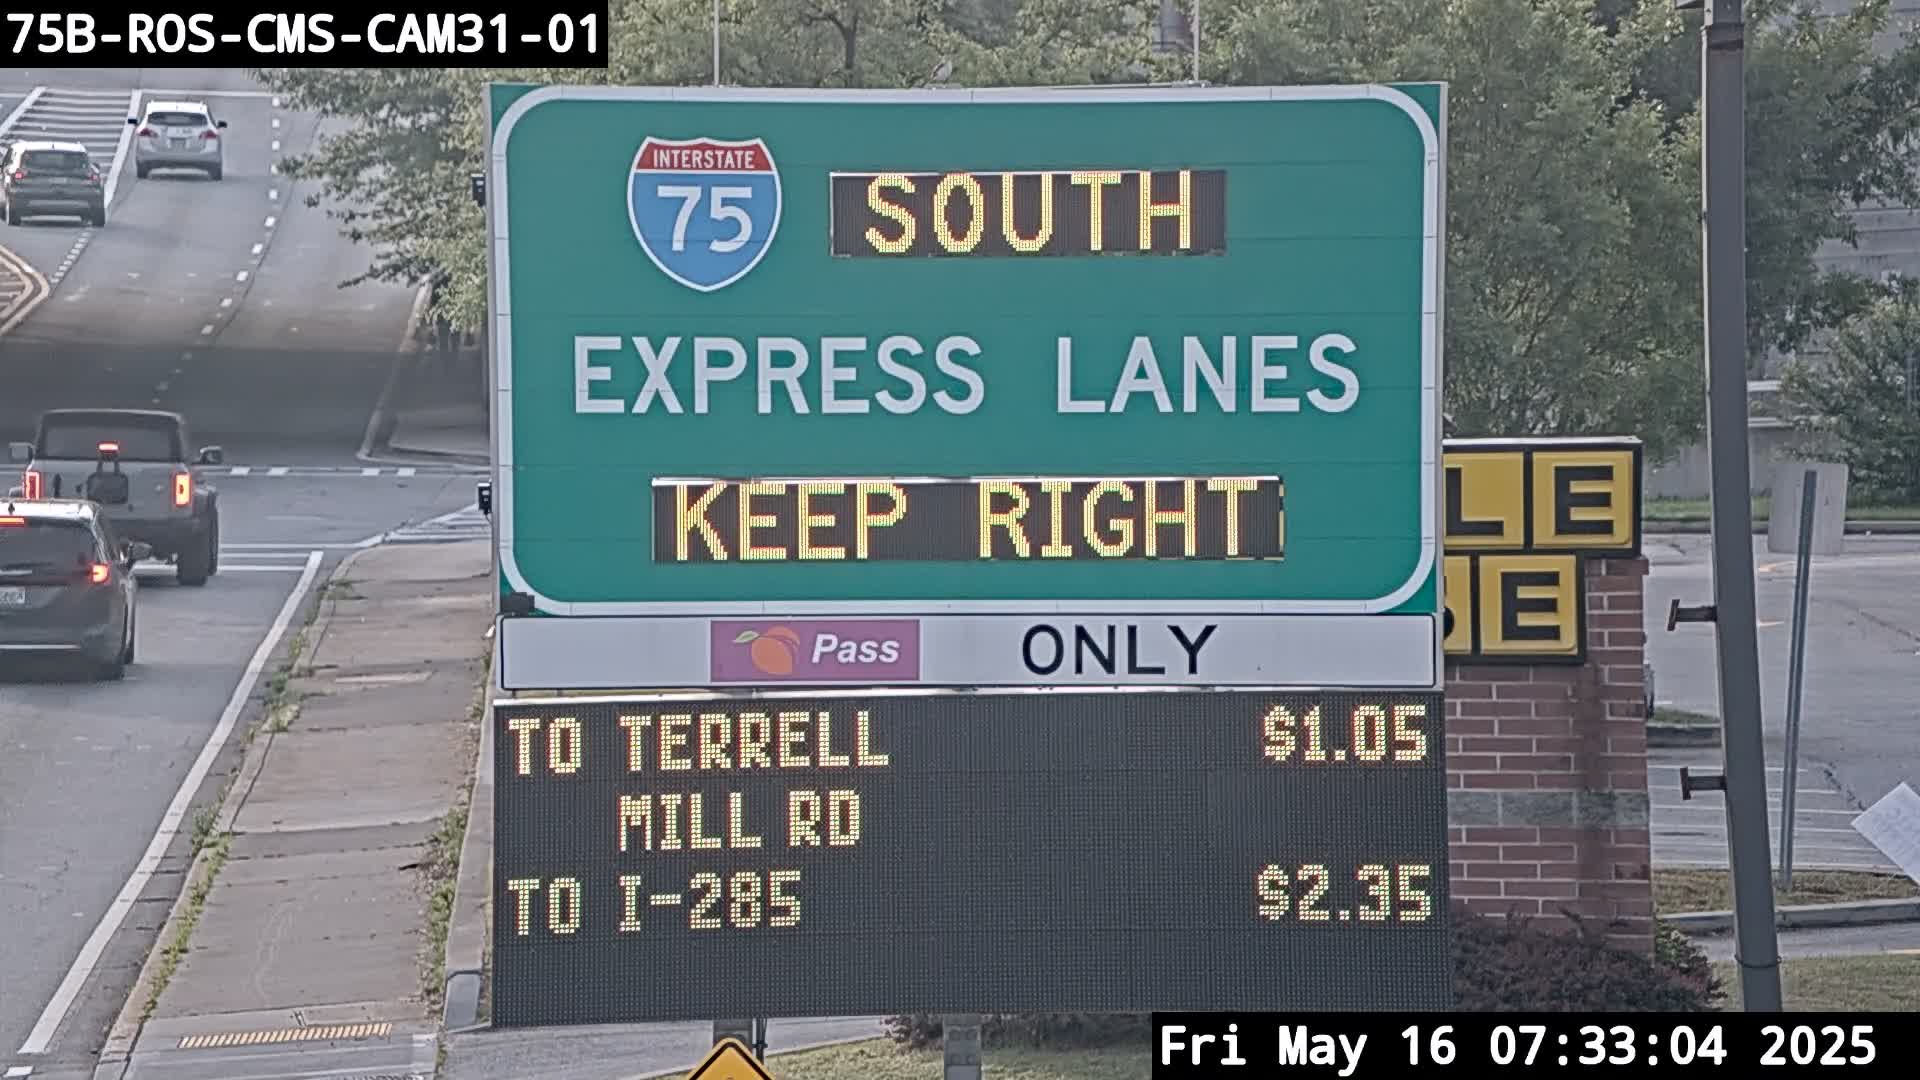 75B-ROS-CMS-CAM31-01
INTERSTATE
75
SOUTH
EXPRESS LANES
KEEP RIGHT
Pass ONLY
TO TERRELL $1.05
MILL RD
TO I-285 $2.35
LE
E
Fri May 16 07:33:04 2025